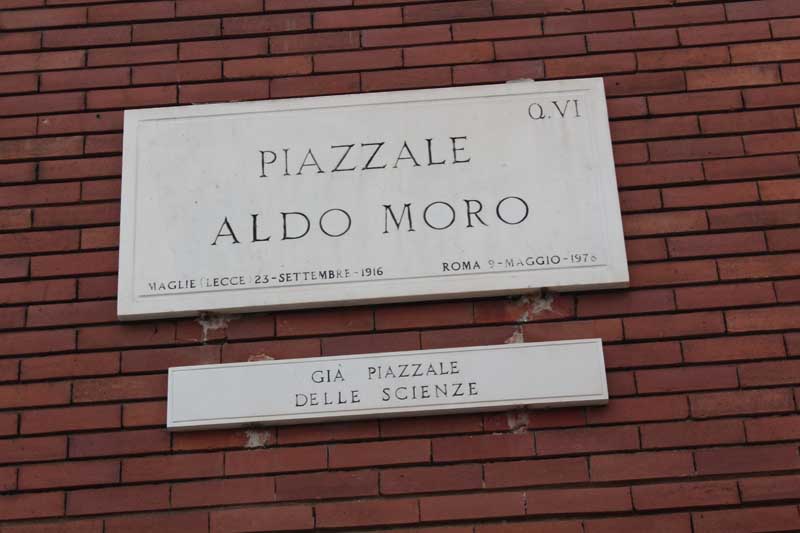 Q.VI
PIAZZALE
ALDO MORO
MAGLIE (LECCE) 23-SETTEMBRE-1916 ROMA 9-MAGGIO-1978
GIÀ PIAZZALE
DELLE SCIENZE